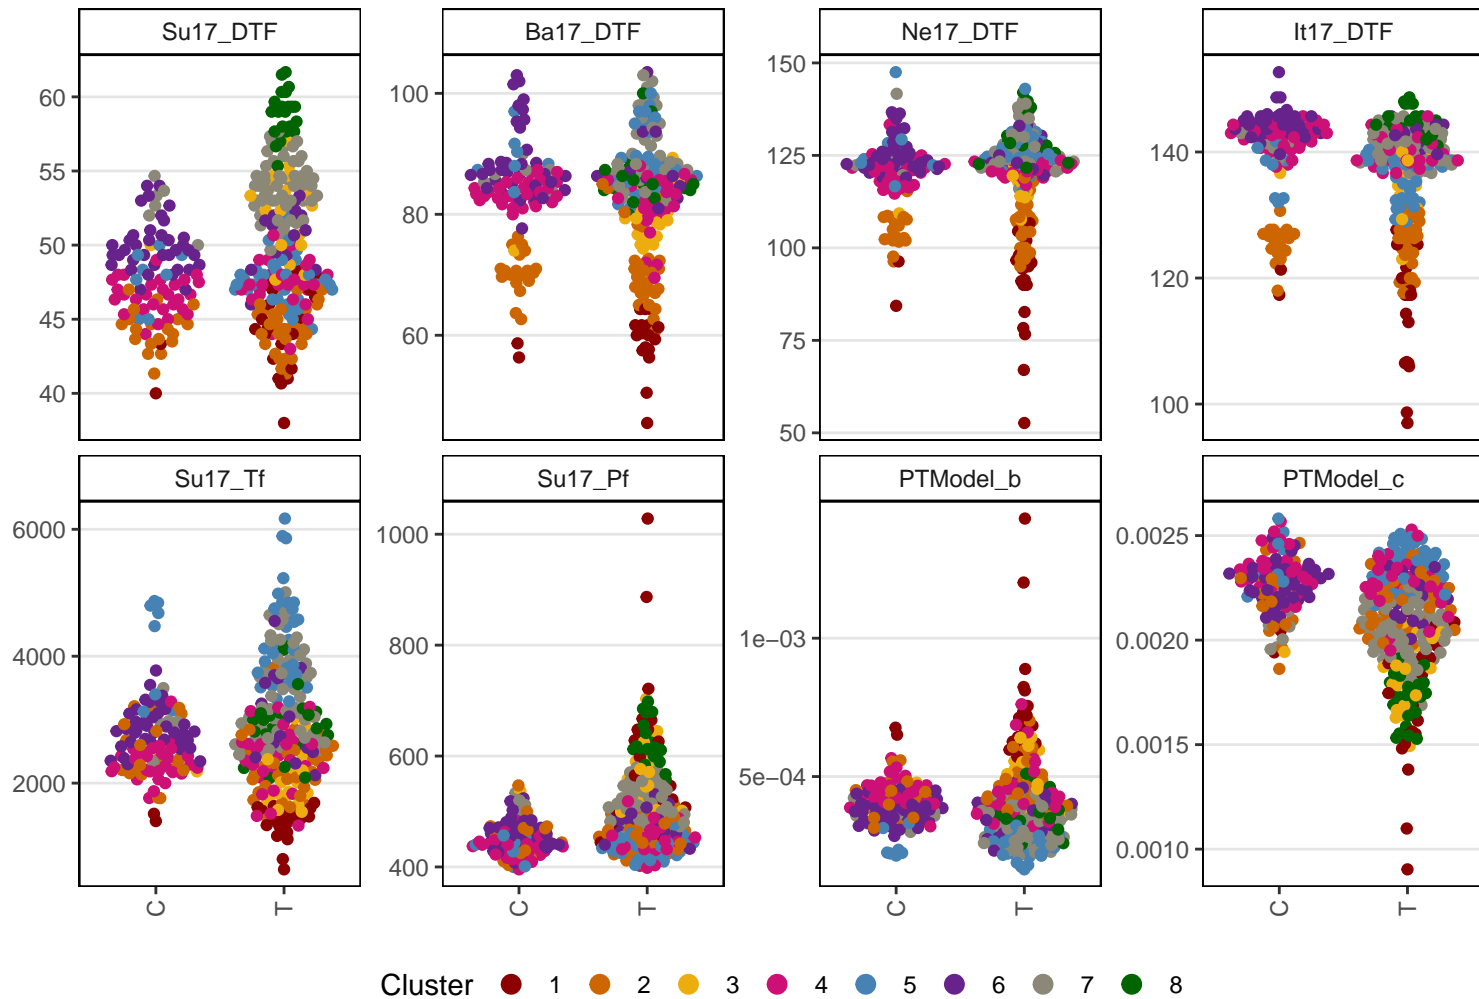 Su17_DTF Ba17_DTF Ne17_DTF It17_DTF
60 55 50 45 40
100 80 60
150 125 100 75 50
140 120 100
Su17_Tf Su17_Pf PTModel_b PTModel_c
6000 4000 2000
1000 800 600 400
1e−03 5e−04
0.0025 0.0020 0.0015 0.0010
C T C T C T C T
Cluster 1 2 3 4 5 6 7 8